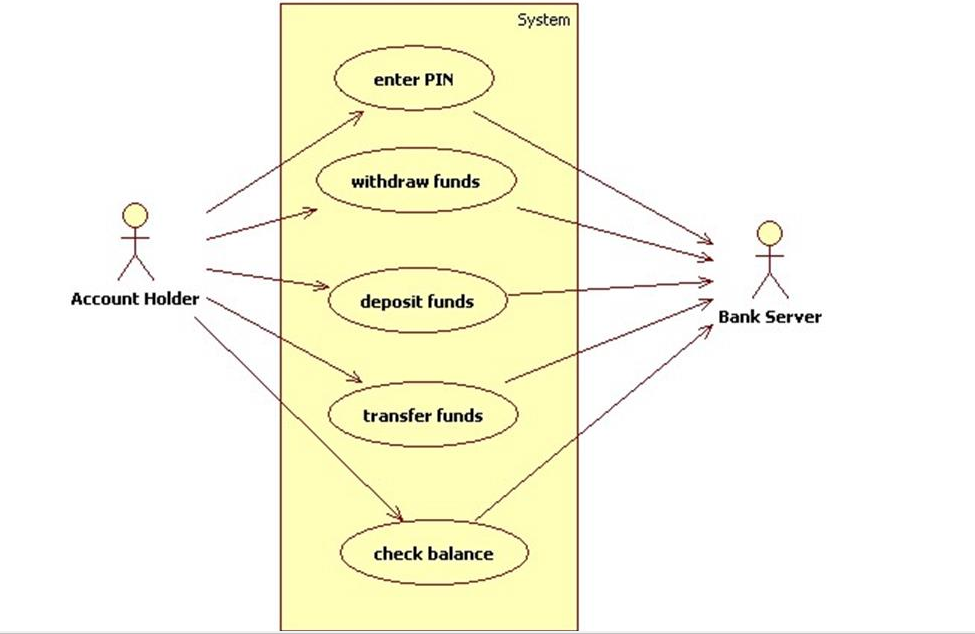 System
enter PIN
withdraw funds
deposit funds
transfer funds
check balance
Account Holder
Bank Server